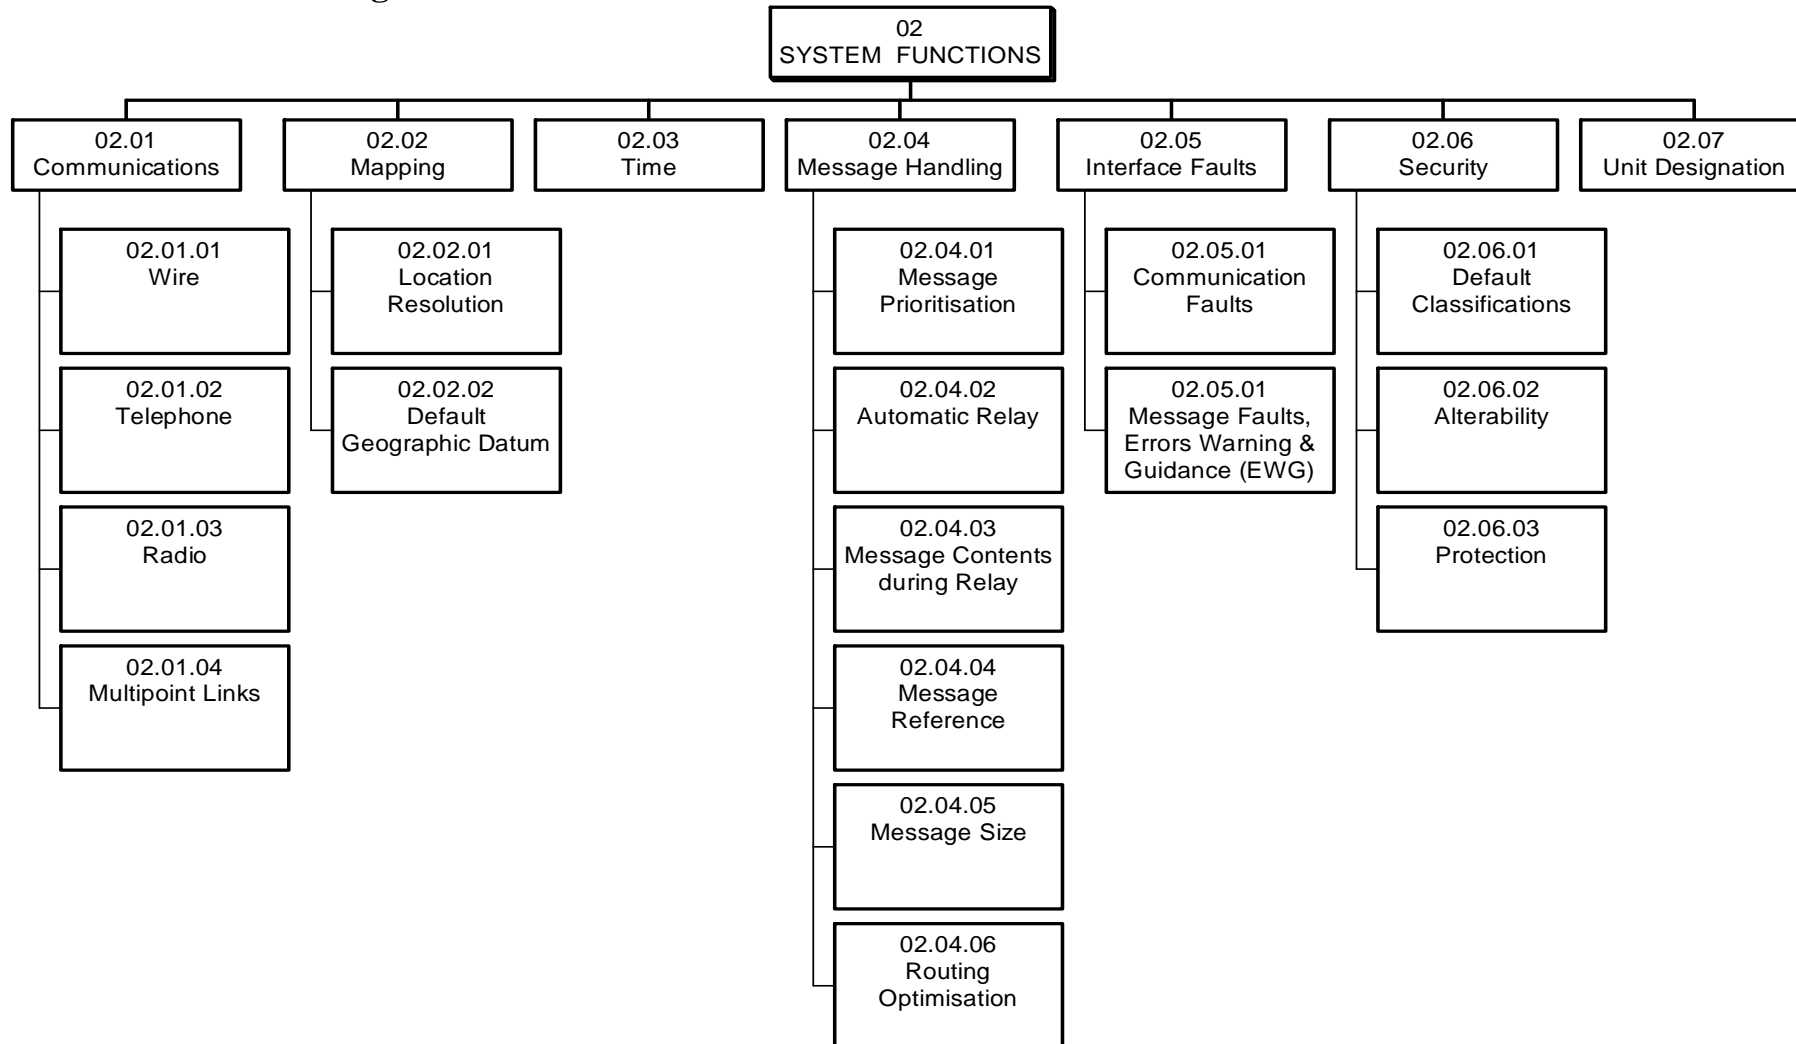 02
SYSTEM FUNCTIONS
02.01
Communications
02.02
Mapping
02.03
Time
02.04
Message Handling
02.05
Interface Faults
02.06
Security
02.07
Unit Designation
02.01.01
Wire
02.01.02
Telephone
02.01.03
Radio
02.01.04
Multipoint Links
02.02.01
Location
Resolution
02.02.02
Default
Geographic Datum
02.04.01
Message
Prioritisation
02.04.02
Automatic Relay
02.04.03
Message Contents
during Relay
02.04.04
Message
Reference
02.04.05
Message Size
02.04.06
Routing
Optimisation
02.05.01
Communication
Faults
02.05.01
Message Faults,
Errors Warning &
Guidance (EWG)
02.06.01
Default
Classifications
02.06.02
Alterability
02.06.03
Protection